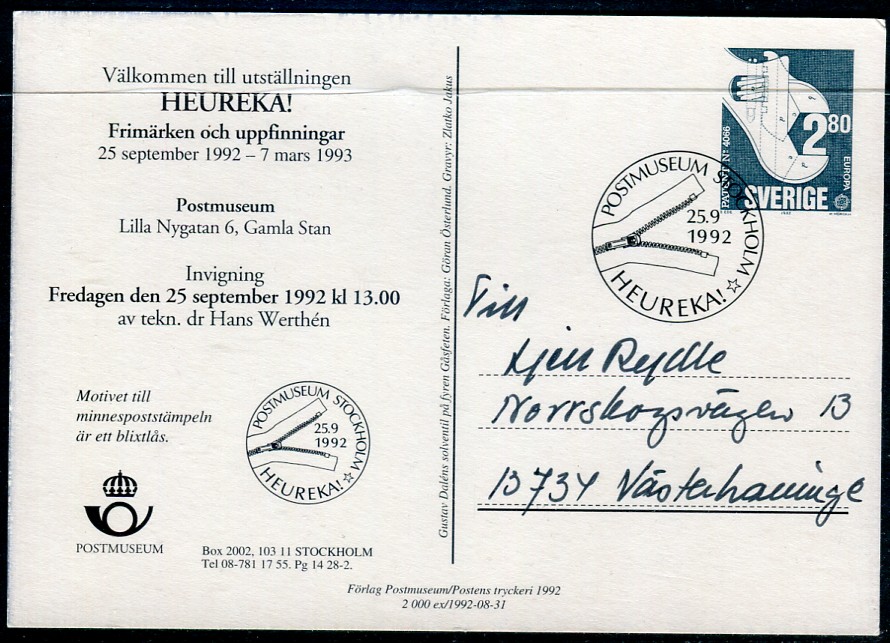 Välkommen till utställningen
HEUREKA!
Frimärken och uppfinningar
25 september 1992 – 7 mars 1993
Postmuseum
Lilla Nygatan 6, Gamla Stan
Invigning
Fredagen den 25 september 1992 kl 13.00
av tekn. dr Hans Werthén
Motivet till
minnespoststämpeln
är ett blixtlås.
POSTMUSEUM STOCKHOLM
25.9
1992
HEUREKA!
POSTMUSEUM
Box 2002, 103 11 STOCKHOLM
Tel 08-781 17 55. Pg 14 28-2.
Gustav Daléns solventil på fyren Gåsfeten. Förlaga: Göran Österlund. Gravyr: Zlatko Jakus
PATENT Nº 4066
280
EUROPA
SVERIGE
POSTMUSEUM STOCKHOLM
25.9
1992
HEUREKA!
Till
Norrskogsvägen 13
13734 Västerhaninge
Förlag Postmuseum/Postens tryckeri 1992
2 000 ex/1992-08-31